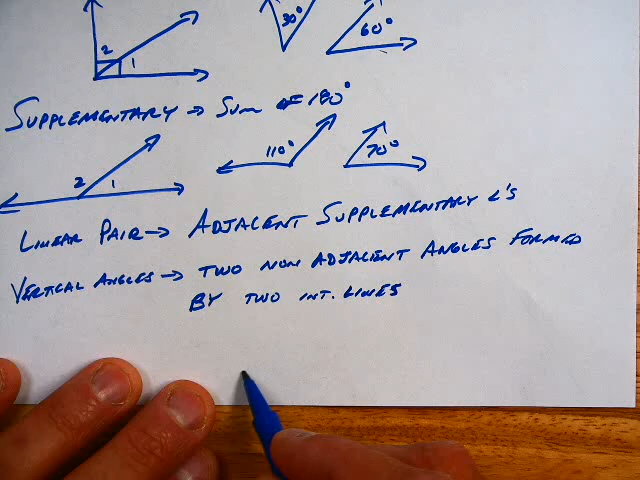 2 1 30° 60°
SUPPLEMENTARY → SUM OF 180°
2 1 110° 70°
LINEAR PAIR → ADJACENT SUPPLEMENTARY ∠'S
VERTICAL ANGLES → TWO NON ADJACIENT ANGLES FORMED
BY TWO INT. LINES